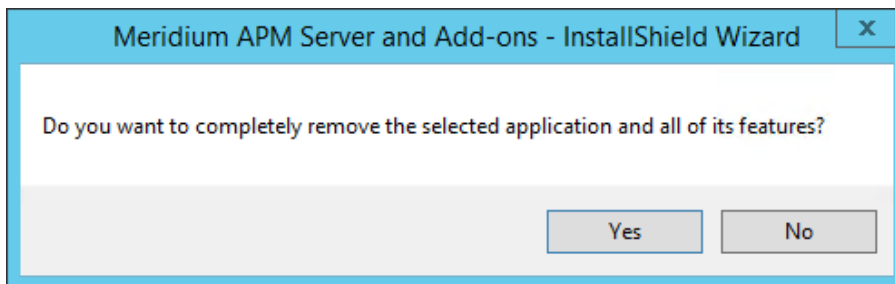 Meridium APM Server and Add-ons - InstallShield Wizard
x
Do you want to completely remove the selected application and all of its features?
Yes
No